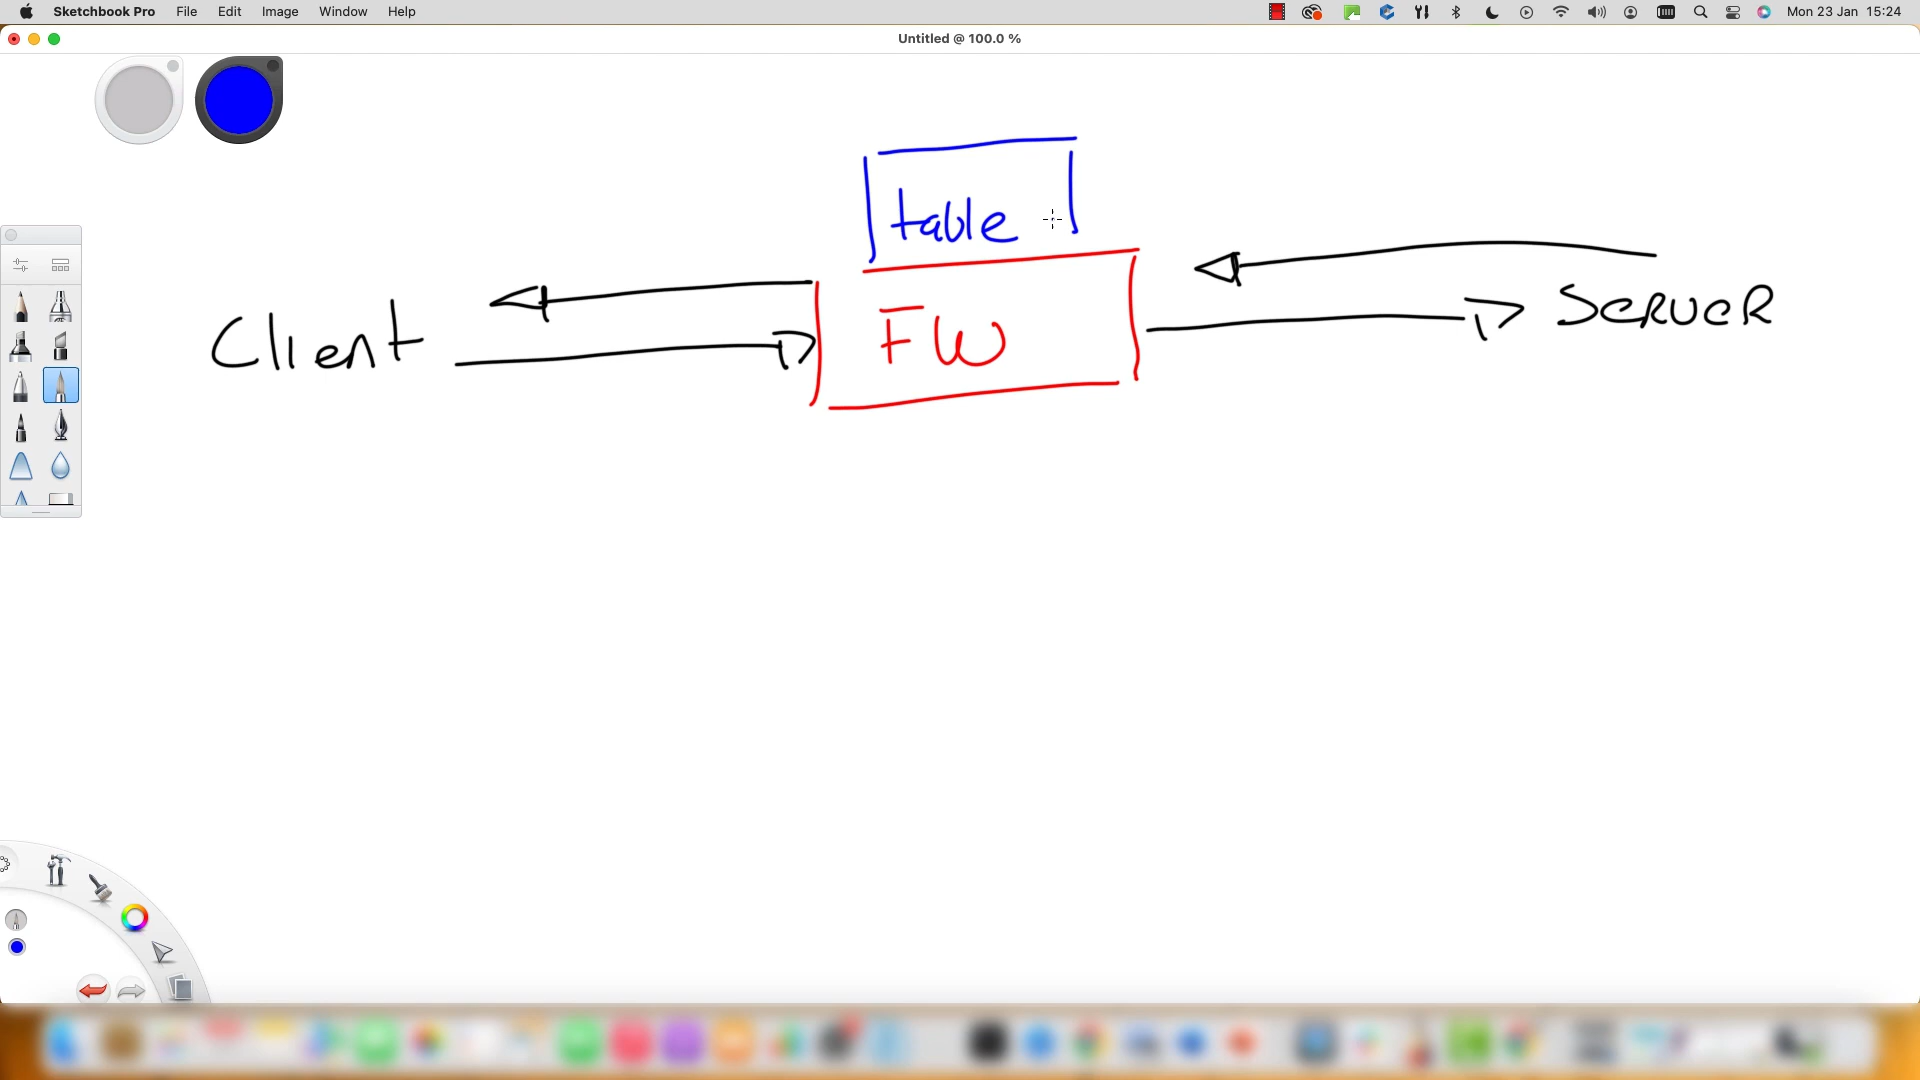 Sketchbook Pro File Edit Image Window Help Mon 23 Jan 15:24
Untitled @ 100.0 %
table
Client FW SERVER